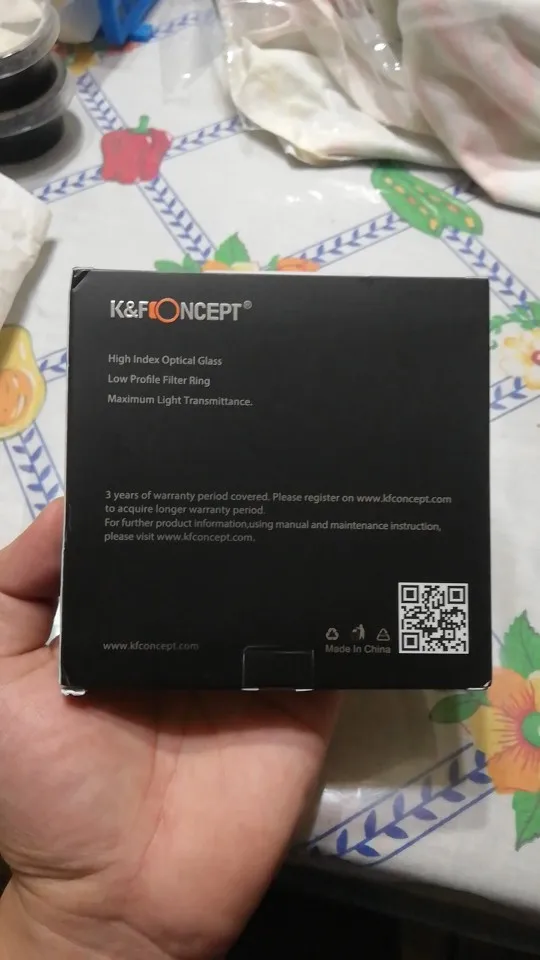 K&F CONCEPT®
High Index Optical Glass
Low Profile Filter Ring
Maximum Light Transmittance.
3 years of warranty period covered. Please register on www.kfconcept.com
to acquire longer warranty period.
For further product information,using manual and maintenance instruction,
please visit www.kfconcept.com.
www.kfconcept.com
Made In China